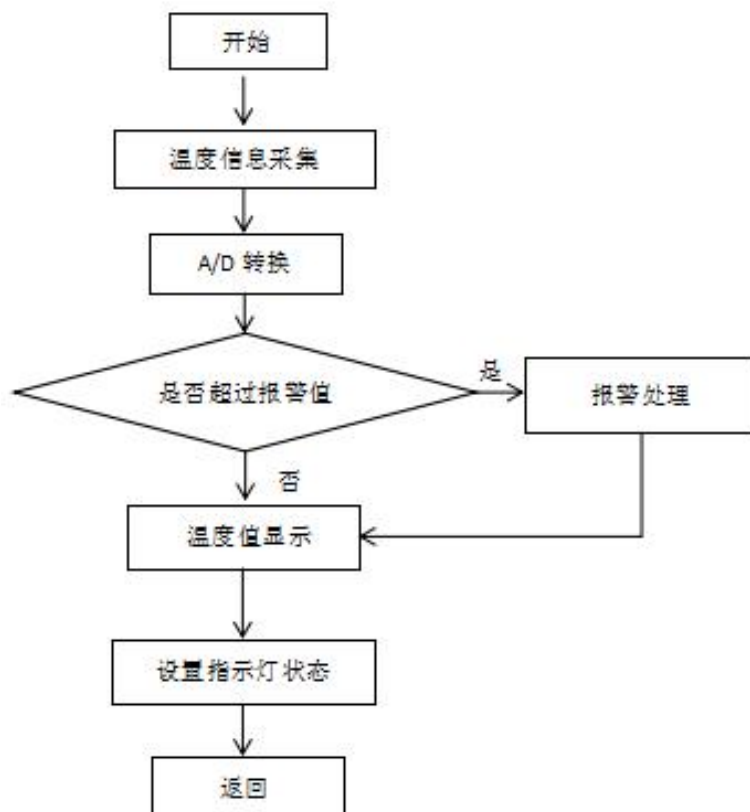 开始
温度信息采集
A/D 转换
是否超过报警值
是
报警处理
否
温度值显示
设置指示灯状态
返回